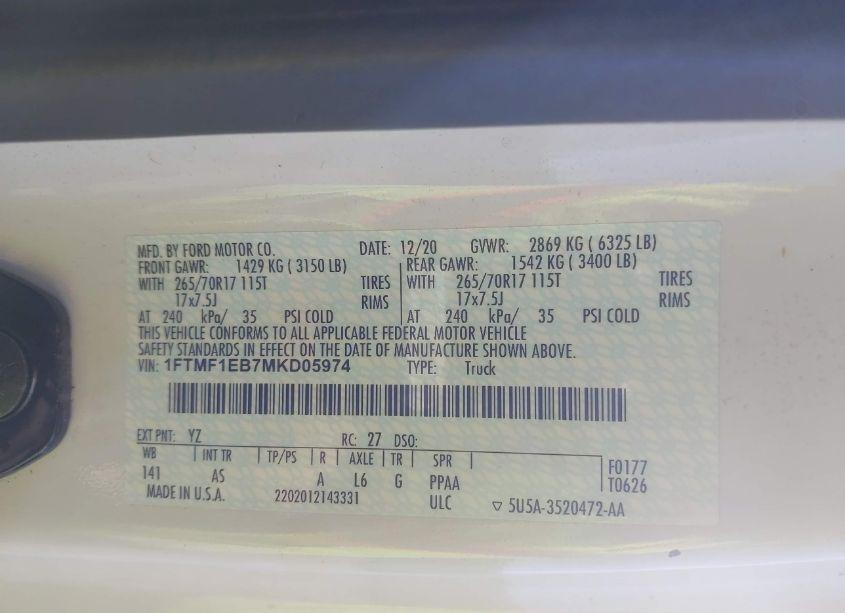 MFD. BY FORD MOTOR CO. DATE: 12/20 GVWR: 2869 KG ( 6325 LB)
FRONT GAWR: 1429 KG ( 3150 LB) REAR GAWR: 1542 KG ( 3400 LB)
WITH 265/70R17 115T TIRES WITH 265/70R17 115T TIRES
17x7.5J RIMS 17x7.5J RIMS
AT 240 kPa/ 35 PSI COLD AT 240 kPa/ 35 PSI COLD
THIS VEHICLE CONFORMS TO ALL APPLICABLE FEDERAL MOTOR VEHICLE
SAFETY STANDARDS IN EFFECT ON THE DATE OF MANUFACTURE SHOWN ABOVE.
VIN: 1FTMF1EB7MKD05974 TYPE: Truck
EXT PNT: YZ RC: 27 DSO:
WB INT TR TP/PS R AXLE TR SPR
141 AS A L6 G PPAA F0177
T0626
MADE IN U.S.A. 2202012143331 ULC ▽ 5U5A-3520472-AA